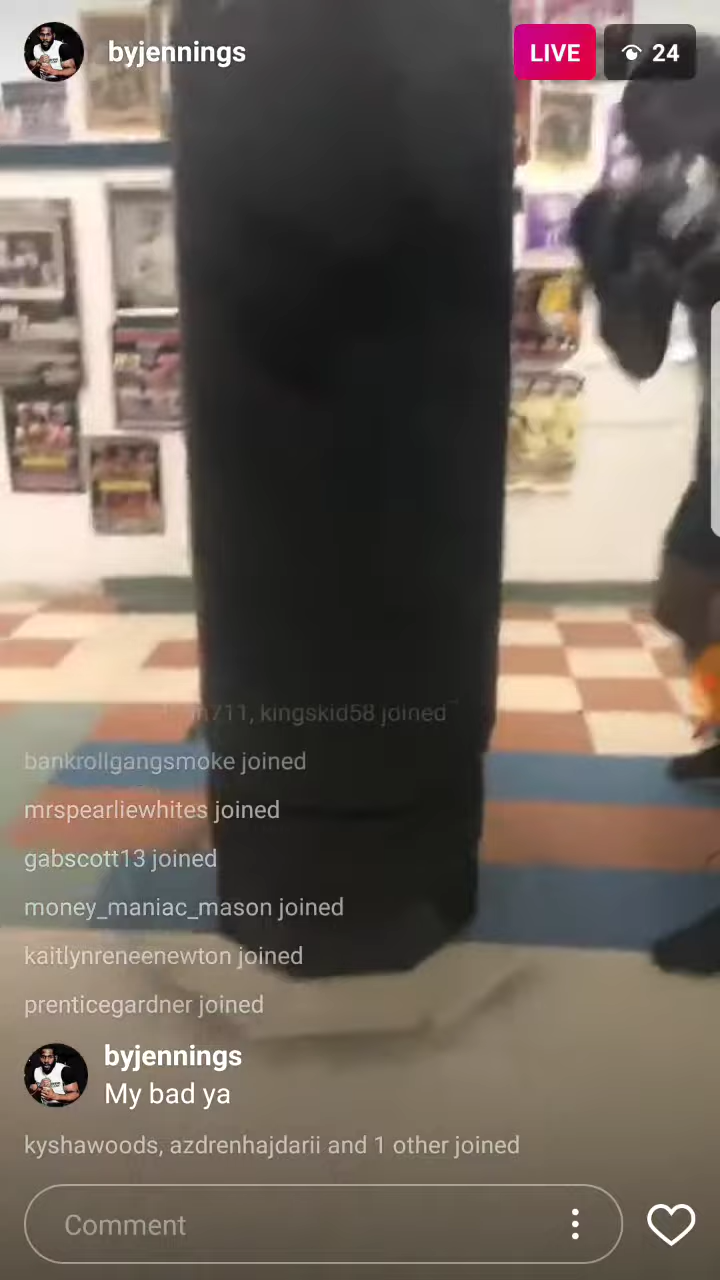 byjennings
LIVE
24
kingskid58 joined
bankrollgangsmoke joined
mrspearliewhites joined
gabscott13 joined
money_maniac_mason joined
kaitlynreneenewton joined
prenticegardner joined
byjennings
My bad ya
kyshawoods, azdrenhajdarii and 1 other joined
Comment